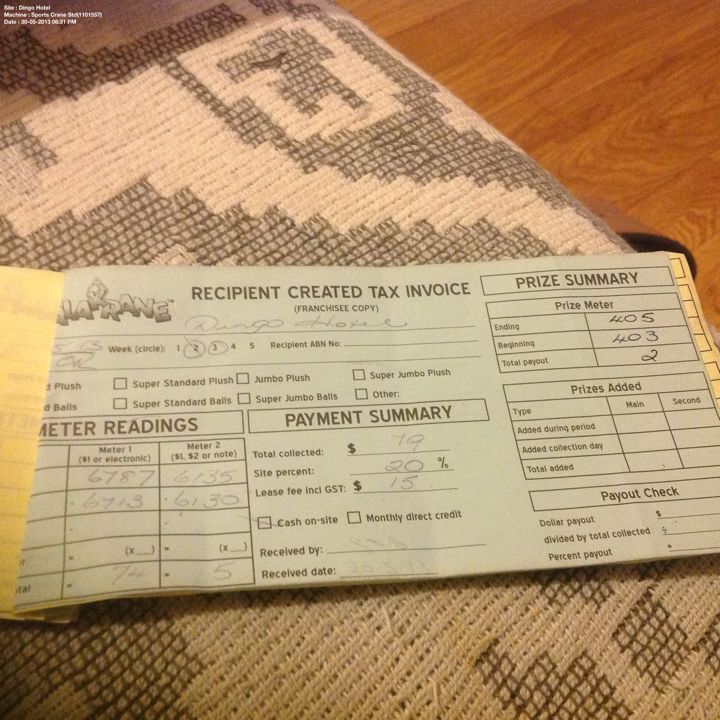 Site : Dingo Hotel
Machine : Sports Crane Std(1101557)
Date : 30-05-2013 06:31 PM
RECIPIENT CREATED TAX INVOICE
(FRANCHISEE COPY)
Dingo Hotel
Week (circle): 1 2 3 4 5 Recipient ABN No:
d Plush Super Standard Plush Jumbo Plush Super Jumbo Plush
d Balls Super Standard Balls Super Jumbo Balls Other:
METER READINGS
Meter 1 Meter 2
($1 or electronic) ($1, $2 or note)
6787 6135
6713 6130
(x__) = (x__)
tal 74 5
PAYMENT SUMMARY
Total collected: $ 79
Site percent: 20 %
Lease fee incl GST: $ 15
Cash on-site Monthly direct credit
Received by:
Received date:
PRIZE SUMMARY
Prize Meter
Ending 405
Beginning 403
Total payout 2
Prizes Added
Type Main Second
Added during period
Added collection day
Total added
Payout Check
Dollar payout $
divided by total collected ÷
Percent payout =